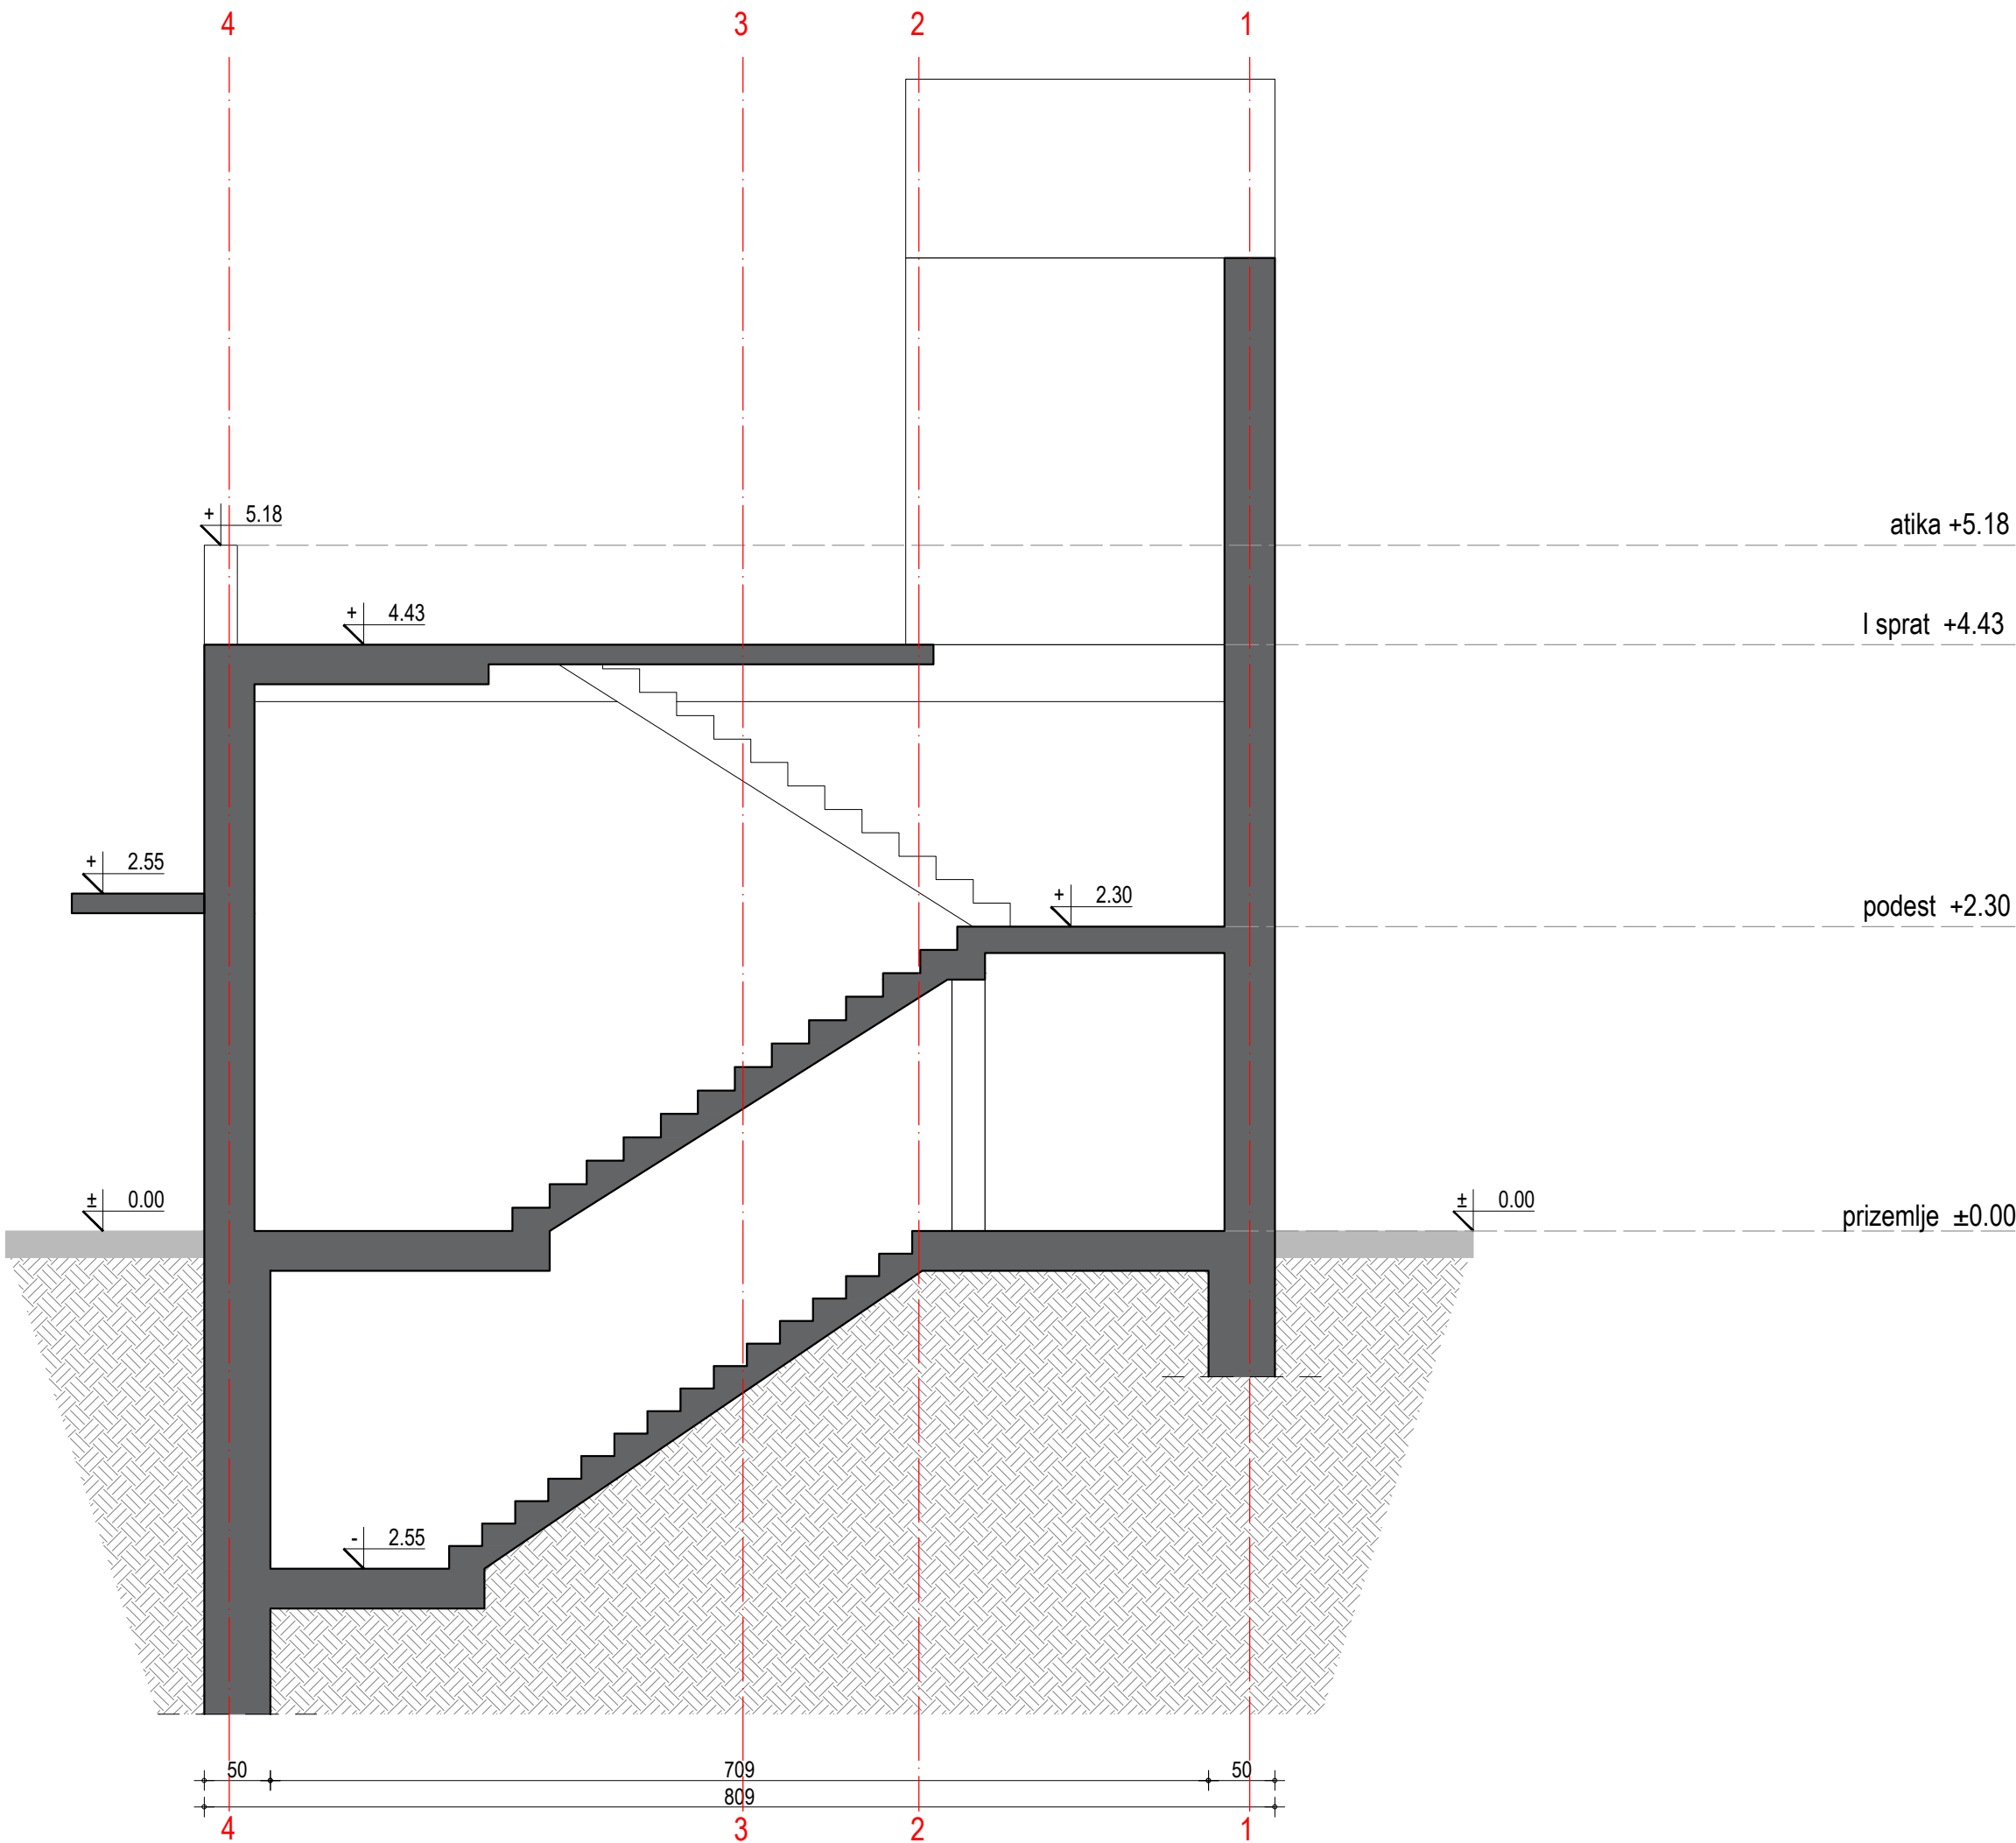 4 3 2 1
+ 5.18
atika +5.18
+ 4.43
I sprat +4.43
+ 2.55
+ 2.30
podest +2.30
± 0.00
± 0.00
prizemlje ±0.00
- 2.55
50 709 50
809
4 3 2 1